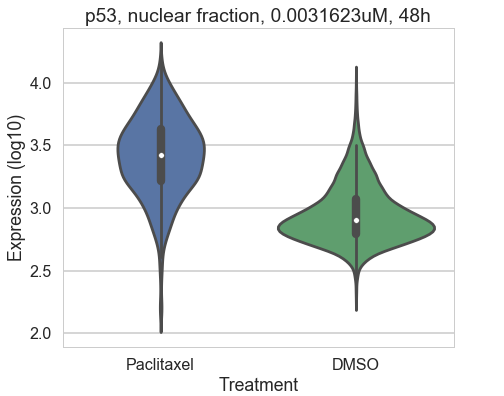 p53, nuclear fraction, 0.0031623uM, 48h
Expression (log10)
4.0
3.5
3.0
2.5
2.0
Paclitaxel DMSO
Treatment